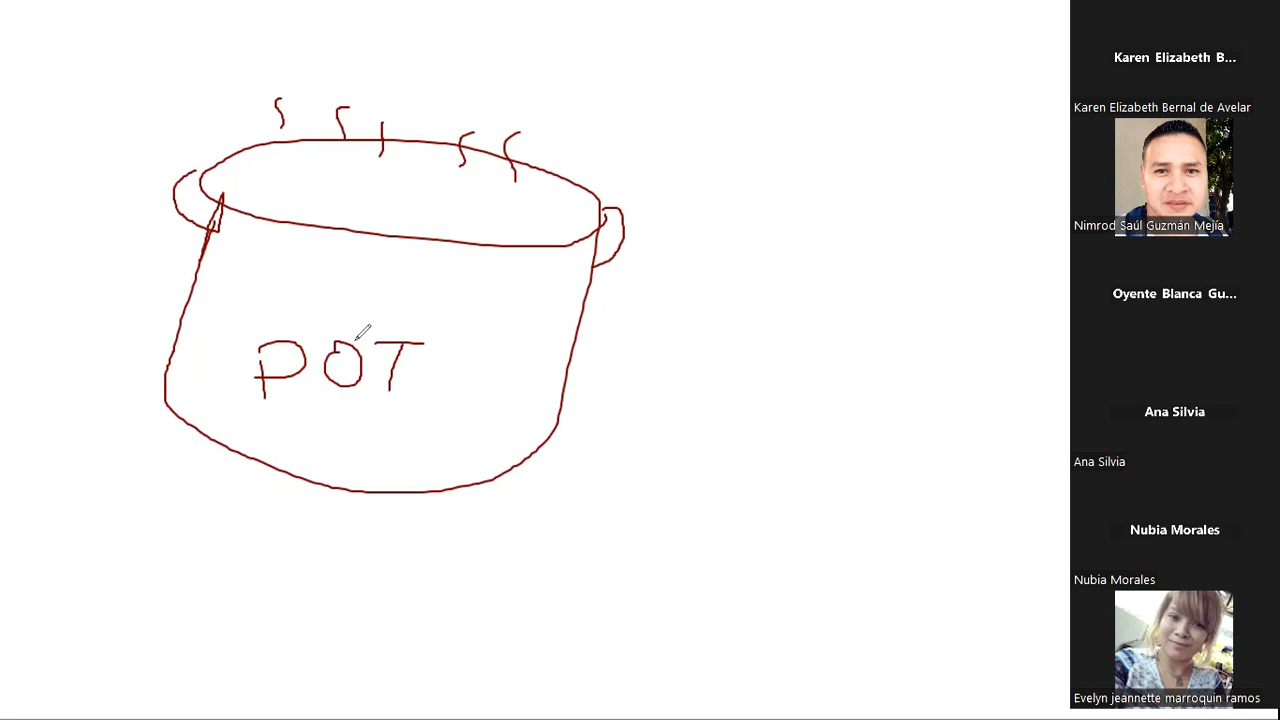 POT
Karen Elizabeth B...
Karen Elizabeth Bernal de Avelar
Nimrod Saúl Guzmán Mejía
Oyente Blanca Gu...
Ana Silvia
Ana Silvia
Nubia Morales
Nubia Morales
Evelyn jeannette marroquin ramos